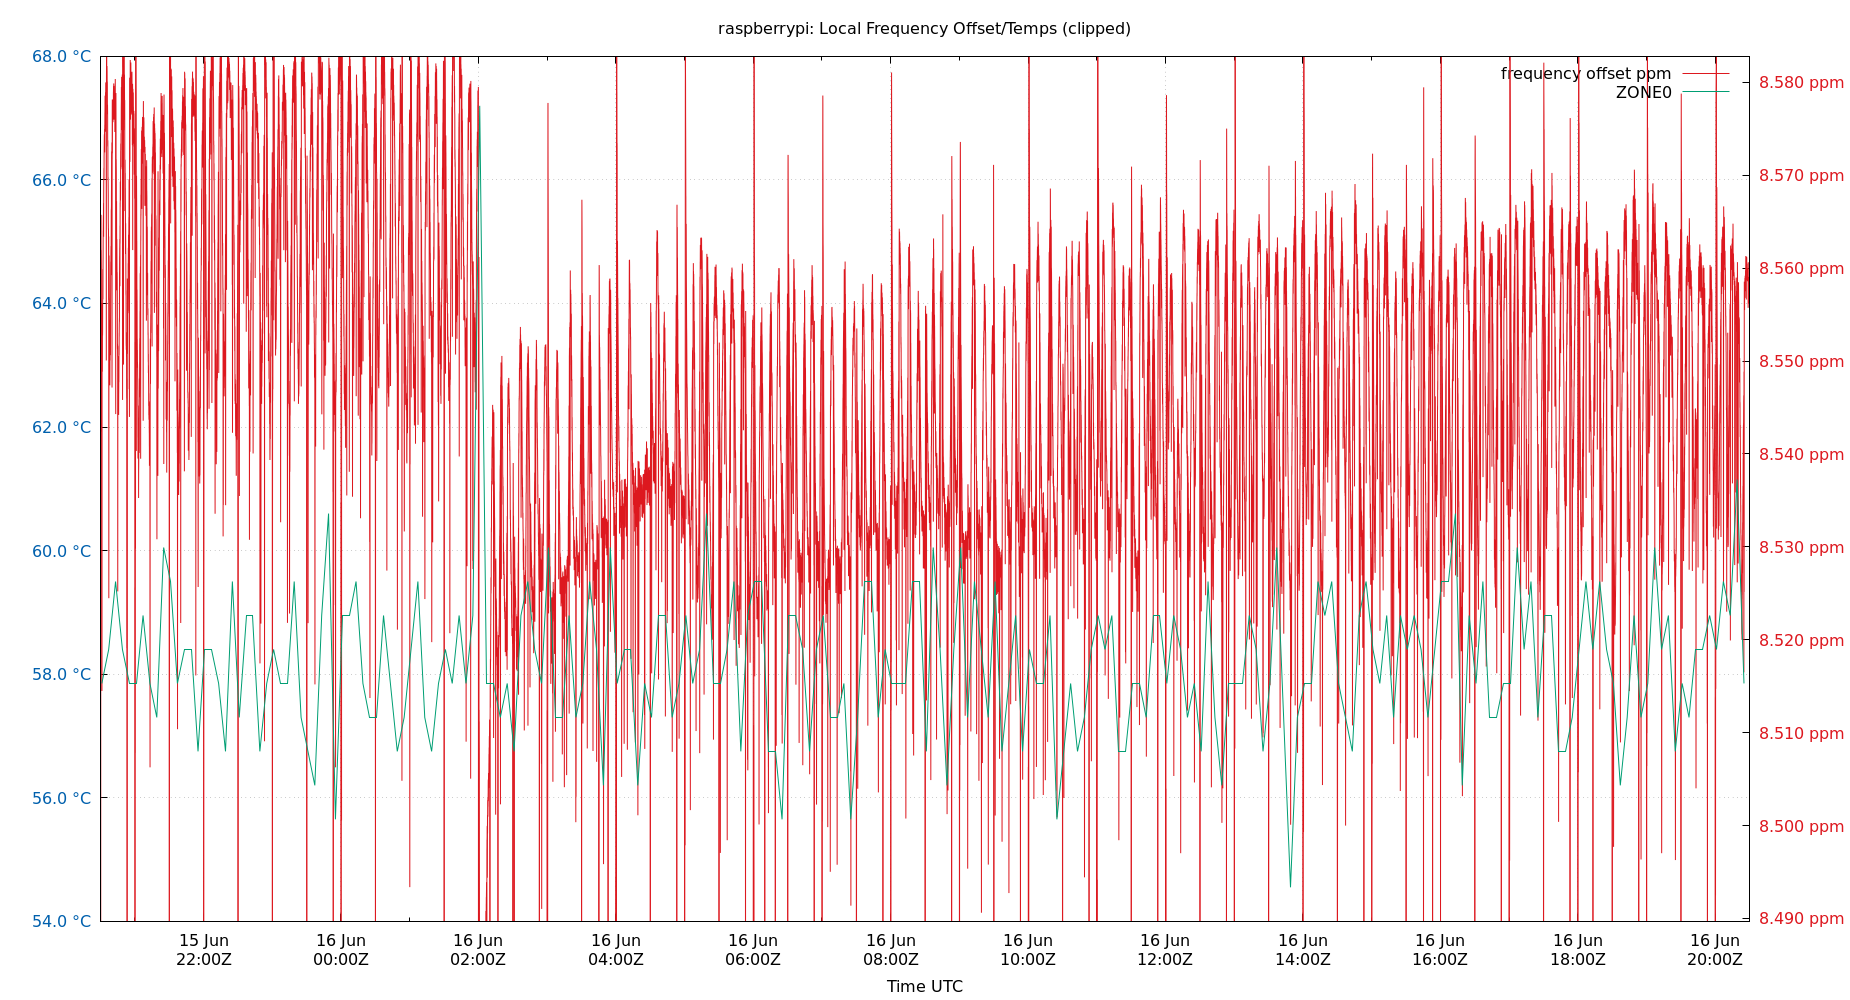 raspberrypi: Local Frequency Offset/Temps (clipped)
frequency offset ppm
ZONE0
68.0 °C
66.0 °C
64.0 °C
62.0 °C
60.0 °C
58.0 °C
56.0 °C
54.0 °C
8.580 ppm
8.570 ppm
8.560 ppm
8.550 ppm
8.540 ppm
8.530 ppm
8.520 ppm
8.510 ppm
8.500 ppm
8.490 ppm
15 Jun
22:00Z
16 Jun
00:00Z
16 Jun
02:00Z
16 Jun
04:00Z
16 Jun
06:00Z
16 Jun
08:00Z
16 Jun
10:00Z
16 Jun
12:00Z
16 Jun
14:00Z
16 Jun
16:00Z
16 Jun
18:00Z
16 Jun
20:00Z
Time UTC